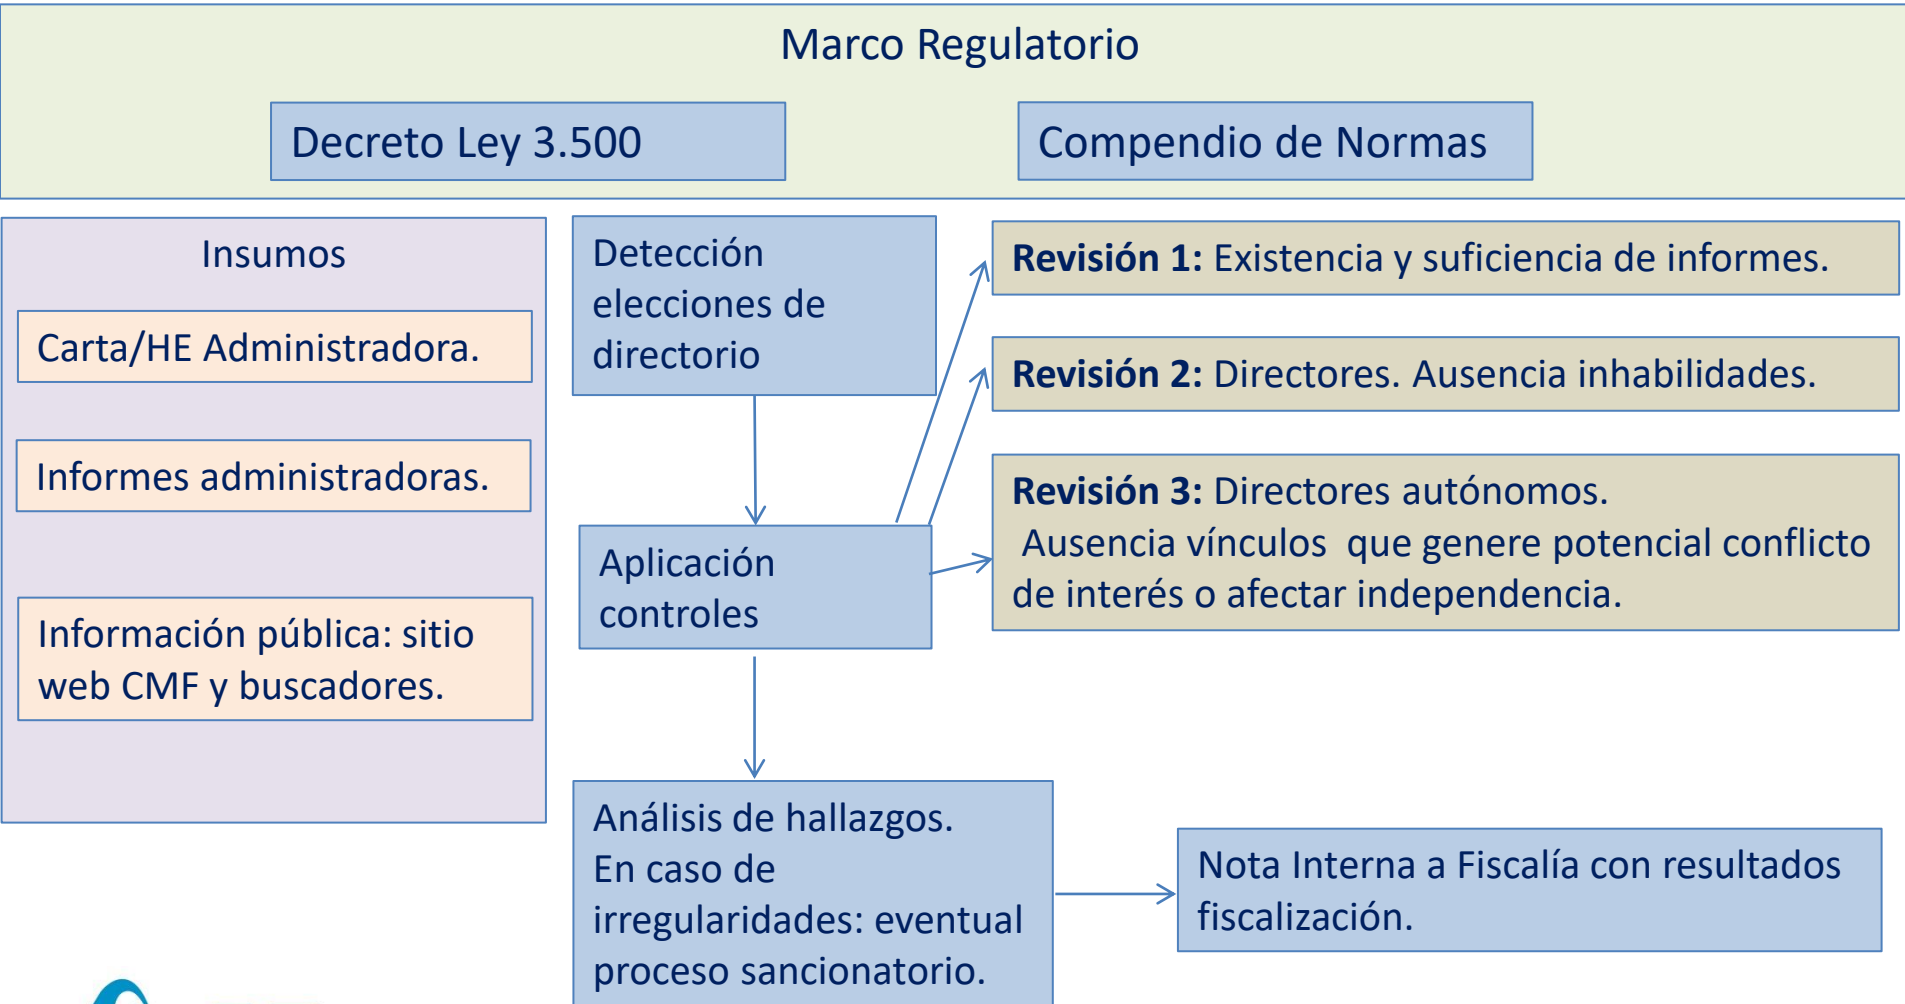 Marco Regulatorio
Decreto Ley 3.500
Compendio de Normas
Insumos
Carta/HE Administradora.
Informes administradoras.
Información pública: sitio
web CMF y buscadores.
Detección
elecciones de
directorio
Aplicación
controles
Revisión 1: Existencia y suficiencia de informes.
Revisión 2: Directores. Ausencia inhabilidades.
Revisión 3: Directores autónomos.
Ausencia vínculos  que genere potencial conflicto
de interés o afectar independencia.
Análisis de hallazgos.
En caso de
irregularidades: eventual
proceso sancionatorio.
Nota Interna a Fiscalía con resultados
fiscalización.